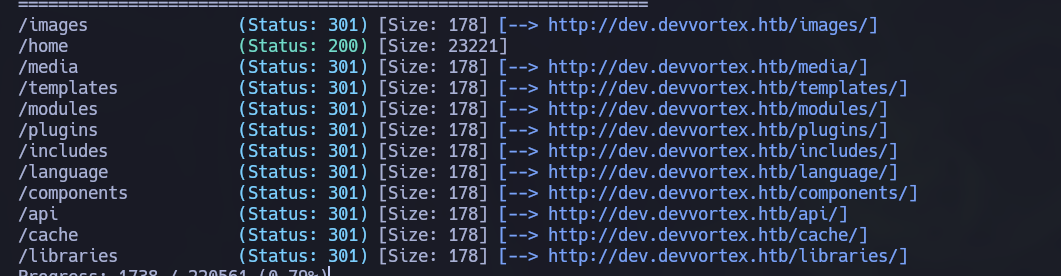 ===============================================================
/images               (Status: 301) [Size: 178] [--> http://dev.devvortex.htb/images/]
/home                 (Status: 200) [Size: 23221]
/media                (Status: 301) [Size: 178] [--> http://dev.devvortex.htb/media/]
/templates            (Status: 301) [Size: 178] [--> http://dev.devvortex.htb/templates/]
/modules              (Status: 301) [Size: 178] [--> http://dev.devvortex.htb/modules/]
/plugins              (Status: 301) [Size: 178] [--> http://dev.devvortex.htb/plugins/]
/includes             (Status: 301) [Size: 178] [--> http://dev.devvortex.htb/includes/]
/language             (Status: 301) [Size: 178] [--> http://dev.devvortex.htb/language/]
/components           (Status: 301) [Size: 178] [--> http://dev.devvortex.htb/components/]
/api                  (Status: 301) [Size: 178] [--> http://dev.devvortex.htb/api/]
/cache                (Status: 301) [Size: 178] [--> http://dev.devvortex.htb/cache/]
/libraries            (Status: 301) [Size: 178] [--> http://dev.devvortex.htb/libraries/]
Progress: 1738 / 220561 (0.79%)